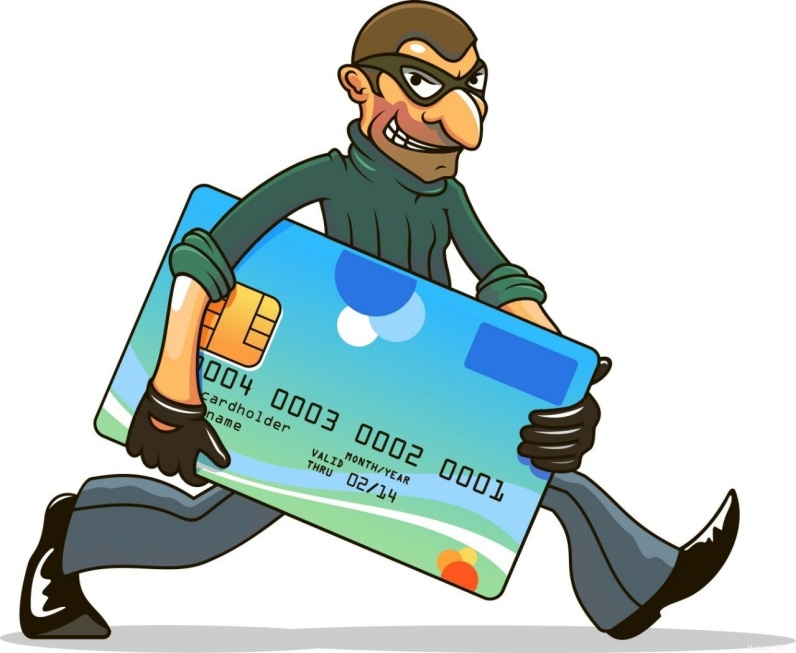 0004 0003 0002 0001
cardholder
name
VALID THRU MONTH/YEAR
02/14